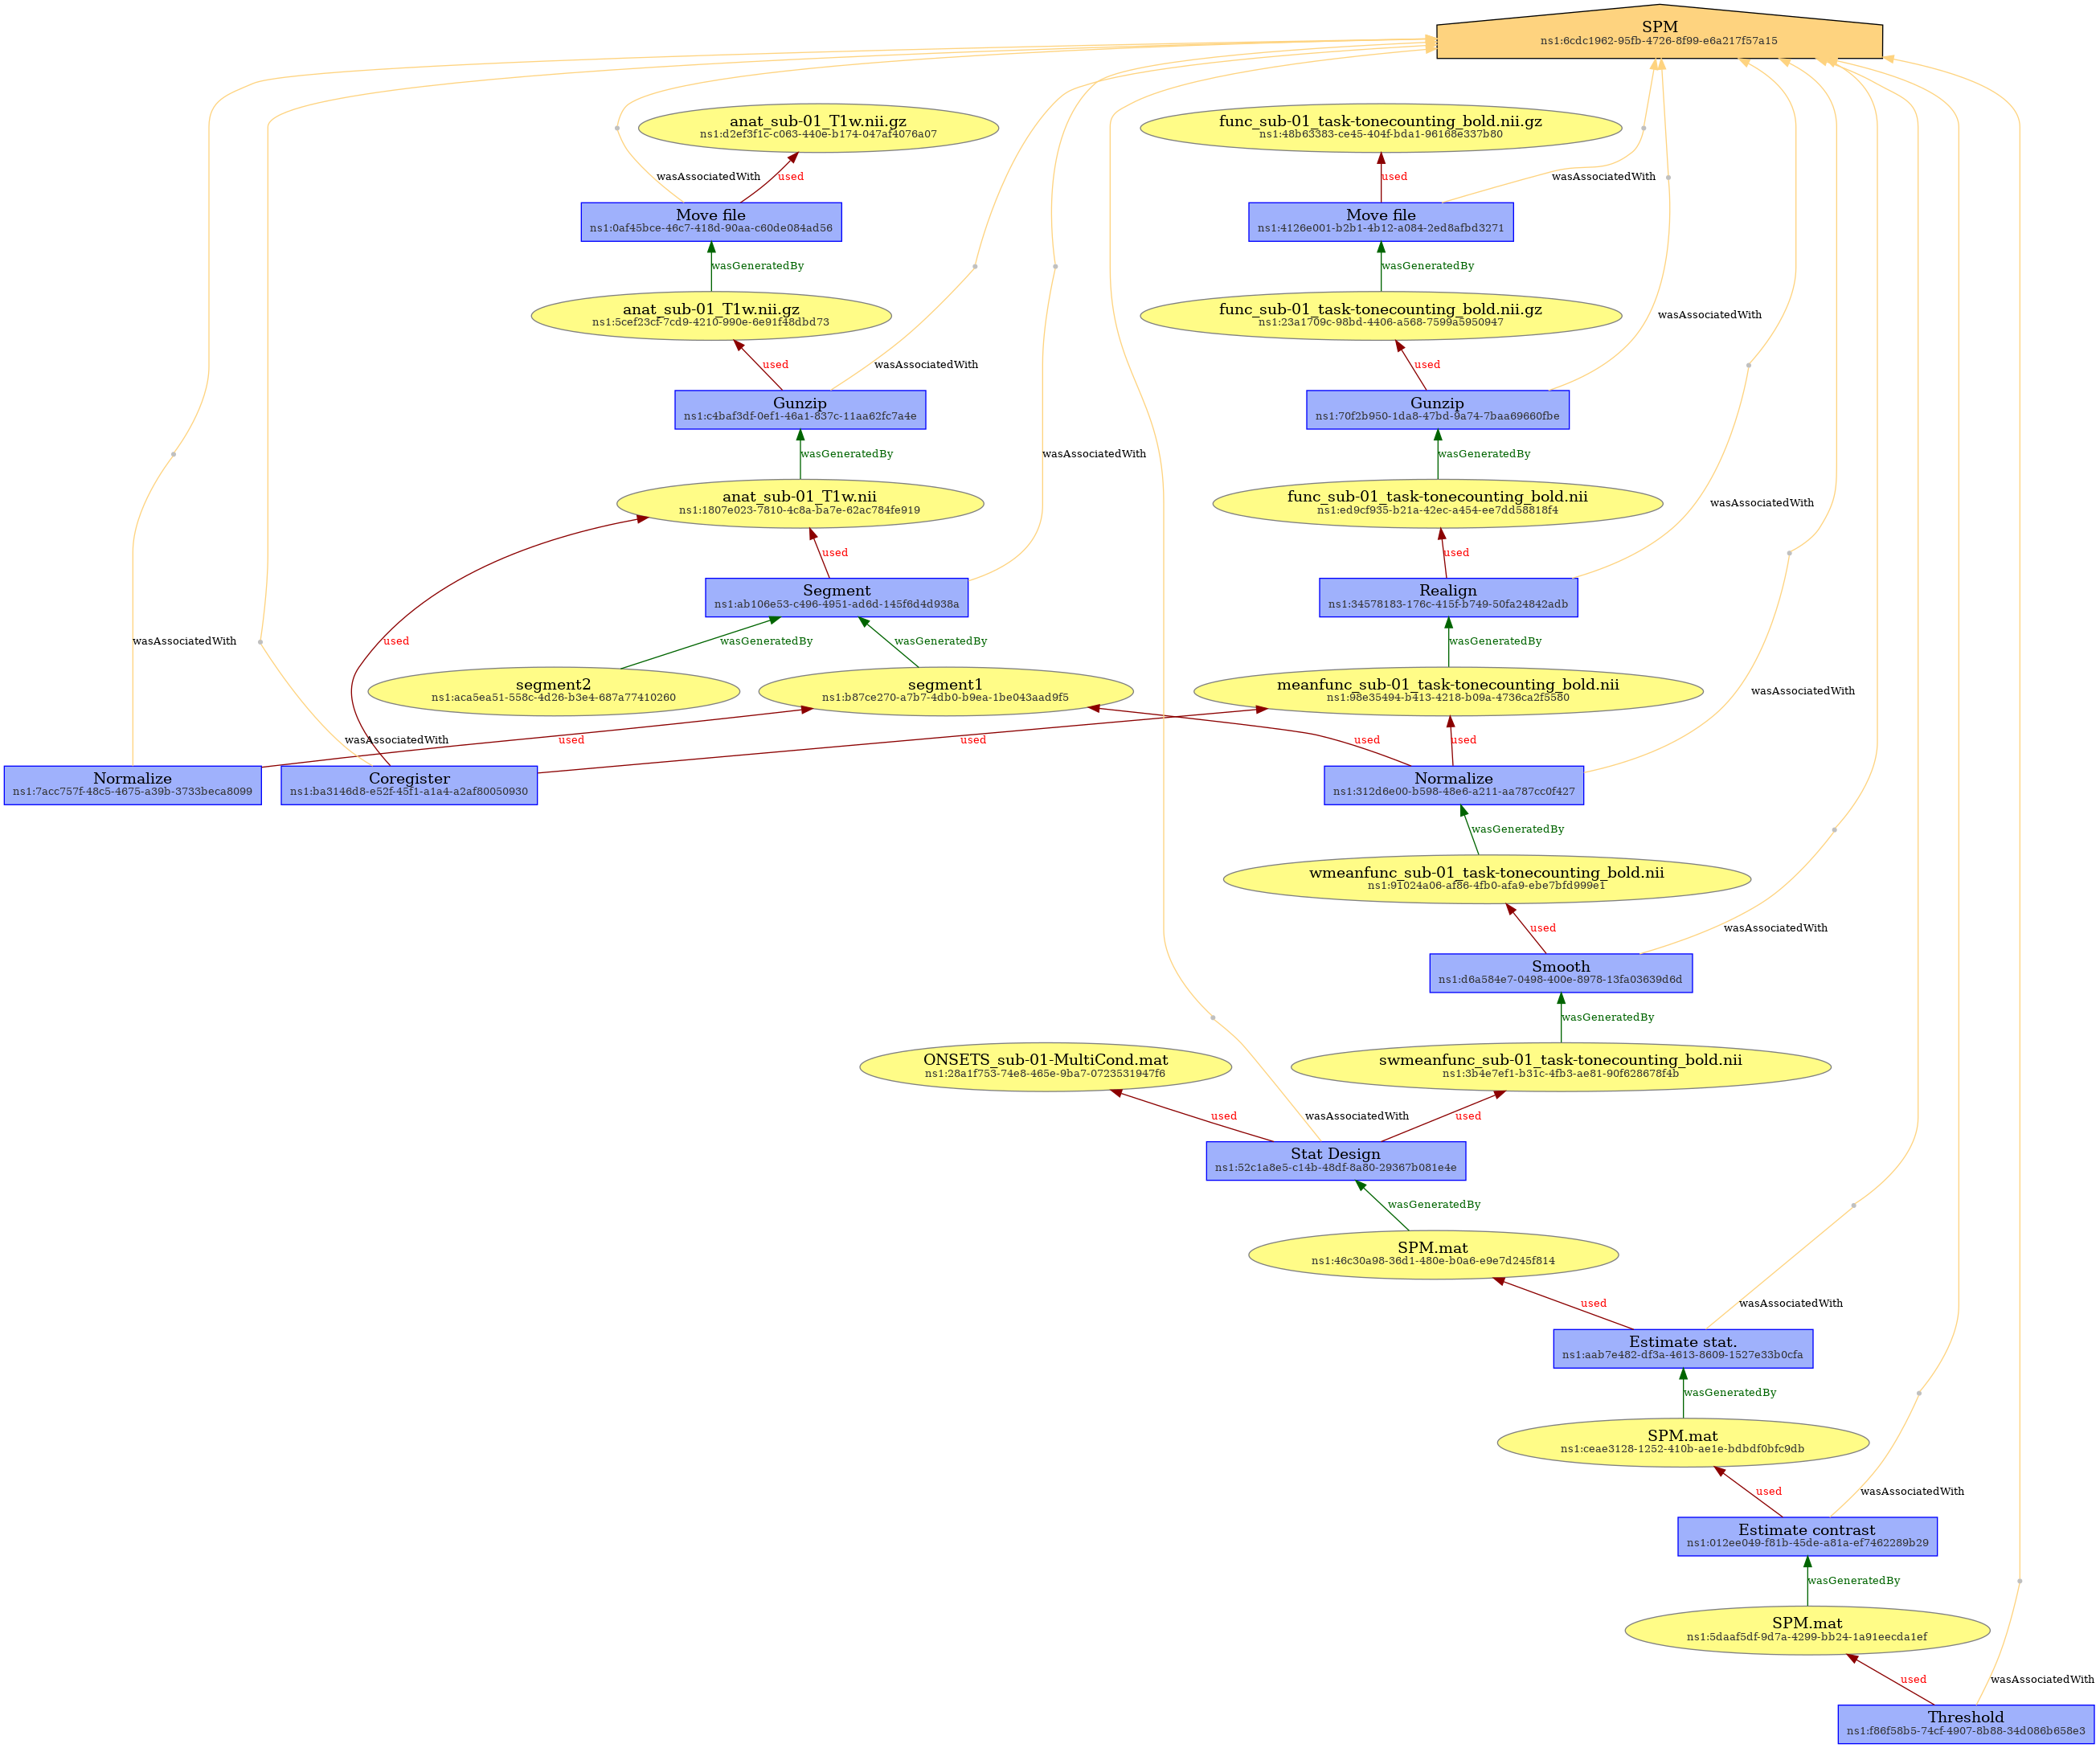 SPM
ns1:6cdc1962-95fb-4726-8f99-e6a217f57a15
anat_sub-01_T1w.nii.gz
ns1:d2ef3f1c-c063-440e-b174-047af4076a07
func_sub-01_task-tonecounting_bold.nii.gz
ns1:48b63383-ce45-404f-bda1-96168e337b80
wasAssociatedWith
used
used
wasAssociatedWith
Move file
ns1:0af45bce-46c7-418d-90aa-c60de084ad56
Move file
ns1:4126e001-b2b1-4b12-a084-2ed8afbd3271
wasGeneratedBy
wasGeneratedBy
anat_sub-01_T1w.nii.gz
ns1:5cef23cf-7cd9-4210-990e-6e91f48dbd73
func_sub-01_task-tonecounting_bold.nii.gz
ns1:23a1709c-98bd-4406-a568-7599a5950947
wasAssociatedWith
used
wasAssociatedWith
used
Gunzip
ns1:c4baf3df-0ef1-46a1-837c-11aa62fc7a4e
Gunzip
ns1:70f2b950-1da8-47bd-9a74-7baa69660fbe
wasGeneratedBy
wasAssociatedWith
wasGeneratedBy
anat_sub-01_T1w.nii
ns1:1807e023-7810-4c8a-ba7e-62ac784fe919
func_sub-01_task-tonecounting_bold.nii
ns1:ed9cf935-b21a-42ec-a454-ee7dd58818f4
wasAssociatedWith
used
used
Segment
ns1:ab106e53-c496-4951-ad6d-145f6d4d938a
Realign
ns1:34578183-176c-415f-b749-50fa24842adb
wasAssociatedWith
used
wasGeneratedBy
wasGeneratedBy
wasGeneratedBy
segment2
ns1:aca5ea51-558c-4d26-b3e4-687a77410260
segment1
ns1:b87ce270-a7b7-4db0-b9ea-1be043aad9f5
meanfunc_sub-01_task-tonecounting_bold.nii
ns1:98e35494-b413-4218-b09a-4736ca2f5580
wasAssociatedWith
wasAssociatedWith
used
used
used
used
Normalize
ns1:7acc757f-48c5-4675-a39b-3733beca8099
Coregister
ns1:ba3146d8-e52f-45f1-a1a4-a2af80050930
Normalize
ns1:312d6e00-b598-48e6-a211-aa787cc0f427
wasGeneratedBy
wmeanfunc_sub-01_task-tonecounting_bold.nii
ns1:91024a06-af86-4fb0-afa9-ebe7bfd999e1
used
wasAssociatedWith
Smooth
ns1:d6a584e7-0498-400e-8978-13fa03639d6d
wasGeneratedBy
ONSETS_sub-01-MultiCond.mat
ns1:28a1f753-74e8-465e-9ba7-0723531947f6
swmeanfunc_sub-01_task-tonecounting_bold.nii
ns1:3b4e7ef1-b31c-4fb3-ae81-90f628678f4b
used
wasAssociatedWith
used
Stat Design
ns1:52c1a8e5-c14b-48df-8a80-29367b081e4e
wasGeneratedBy
SPM.mat
ns1:46c30a98-36d1-480e-b0a6-e9e7d245f814
used
wasAssociatedWith
Estimate stat.
ns1:aab7e482-df3a-4613-8609-1527e33b0cfa
wasGeneratedBy
SPM.mat
ns1:ceae3128-1252-410b-ae1e-bdbdf0bfc9db
used
wasAssociatedWith
Estimate contrast
ns1:012ee049-f81b-45de-a81a-ef7462289b29
wasGeneratedBy
SPM.mat
ns1:5daaf5df-9d7a-4299-bb24-1a91eecda1ef
used
wasAssociatedWith
Threshold
ns1:f86f58b5-74cf-4907-8b88-34d086b658e3